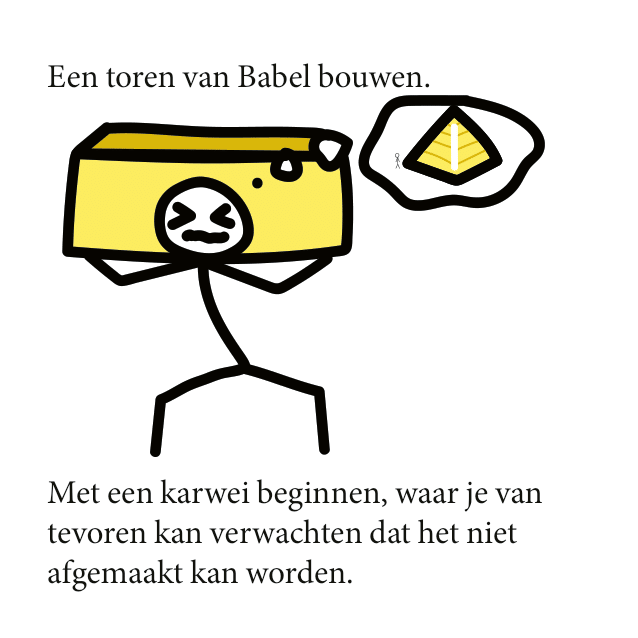 Een toren van Babel bouwen.
Met een karwei beginnen, waar je van
tevoren kan verwachten dat het niet
afgemaakt kan worden.